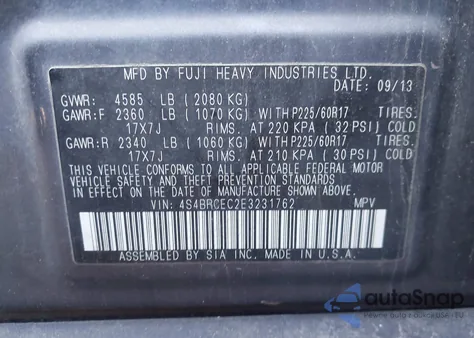 MFD. BY FUJI HEAVY INDUSTRIES LTD.
DATE: 09/13
GVWR: 4585 LB (2080 KG)
GAWR:F 2360 LB (1070 KG) WITH P225/60R17 TIRES.
17X7J RIMS. AT 220 KPA (32 PSI) COLD
GAWR:R 2340 LB (1060 KG) WITH P225/60R17 TIRES.
17X7J RIMS. AT 210 KPA (30 PSI) COLD
THIS VEHICLE CONFORMS TO ALL APPLICABLE FEDERAL MOTOR
VEHICLE SAFETY STANDARDS IN EFFECT ON THE DATE OF
MANUFACTURE SHOWN ABOVE.
VIN: 4S4BRCEC2E3231762 MPV
ASSEMBLED BY SIA INC. MADE IN U.S.A.
autoSnap